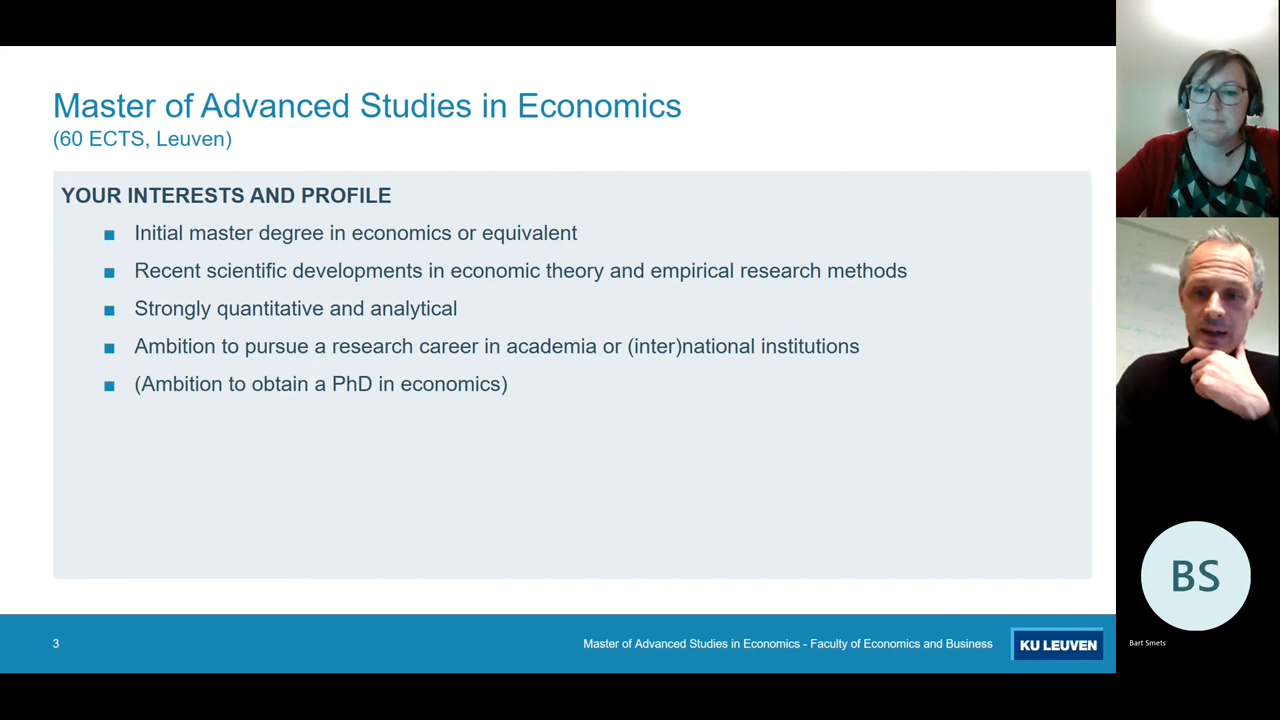 Master of Advanced Studies in Economics
(60 ECTS, Leuven)
YOUR INTERESTS AND PROFILE
Initial master degree in economics or equivalent
Recent scientific developments in economic theory and empirical research methods
Strongly quantitative and analytical
Ambition to pursue a research career in academia or (inter)national institutions
(Ambition to obtain a PhD in economics)
3
Master of Advanced Studies in Economics - Faculty of Economics and Business
KU LEUVEN
BS
Bart Smets